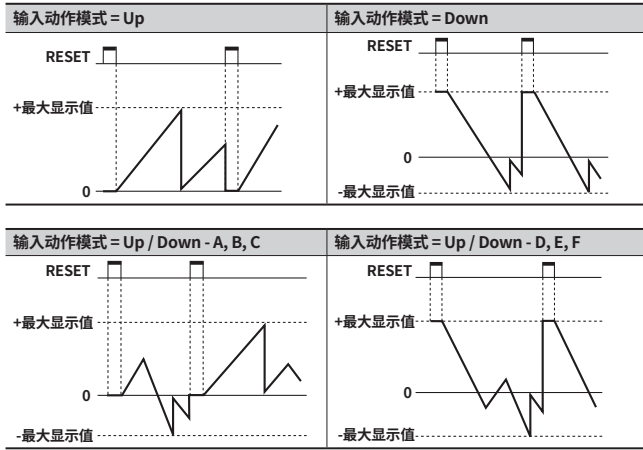 输入动作模式 = Up
RESET
+最大显示值
0
输入动作模式 = Down
RESET
+最大显示值
0
-最大显示值
输入动作模式 = Up / Down - A, B, C
RESET
+最大显示值
0
-最大显示值
输入动作模式 = Up / Down - D, E, F
RESET
+最大显示值
0
-最大显示值